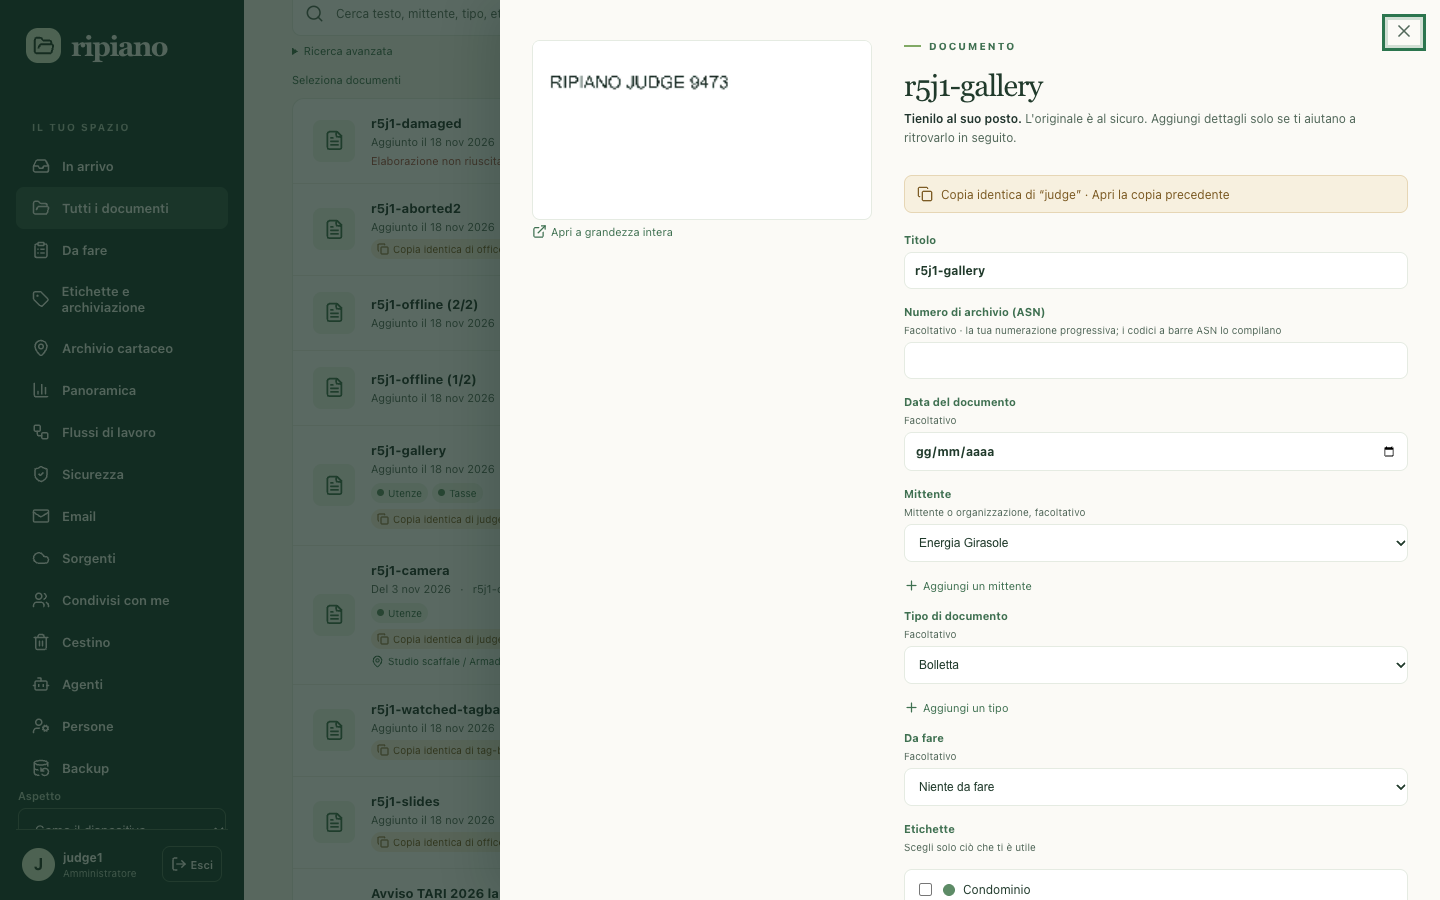 ripiano
IL TUO SPAZIO
In arrivo
Tutti i documenti
Da fare
Etichette e
archiviazione
Archivio cartaceo
Panoramica
Flussi di lavoro
Sicurezza
Email
Sorgenti
Condivisi con me
Cestino
Agenti
Persone
Backup
Aspetto
Come il dispositivo
J
judge1
Amministratore
Esci
Cerca testo, mittente, tipo, et
Ricerca avanzata
Seleziona documenti
r5j1-damaged
Aggiunto il 18 nov 2026
Elaborazione non riuscita
r5j1-aborted2
Aggiunto il 18 nov 2026
Copia identica di office
r5j1-offline (2/2)
Aggiunto il 18 nov 2026
r5j1-offline (1/2)
Aggiunto il 18 nov 2026
r5j1-gallery
Aggiunto il 18 nov 2026
Utenze
Tasse
Copia identica di judge
r5j1-camera
Del 3 nov 2026 · r5j1-c
Utenze
Copia identica di judge
Studio scaffale / Armad
r5j1-watched-tagba
Aggiunto il 18 nov 2026
Copia identica di tag-b
r5j1-slides
Aggiunto il 18 nov 2026
Copia identica di office
Avviso TARI 2026 la
RIPIANO JUDGE 9473
Apri a grandezza intera
DOCUMENTO
r5j1-gallery
Tienilo al suo posto. L'originale è al sicuro. Aggiungi dettagli solo se ti aiutano a
ritrovarlo in seguito.
Copia identica di “judge” · Apri la copia precedente
Titolo
r5j1-gallery
Numero di archivio (ASN)
Facoltativo · la tua numerazione progressiva; i codici a barre ASN lo compilano
Data del documento
Facoltativo
gg/mm/aaaa
Mittente
Mittente o organizzazione, facoltativo
Energia Girasole
Aggiungi un mittente
Tipo di documento
Facoltativo
Bolletta
Aggiungi un tipo
Da fare
Facoltativo
Niente da fare
Etichette
Scegli solo ciò che ti è utile
Condominio